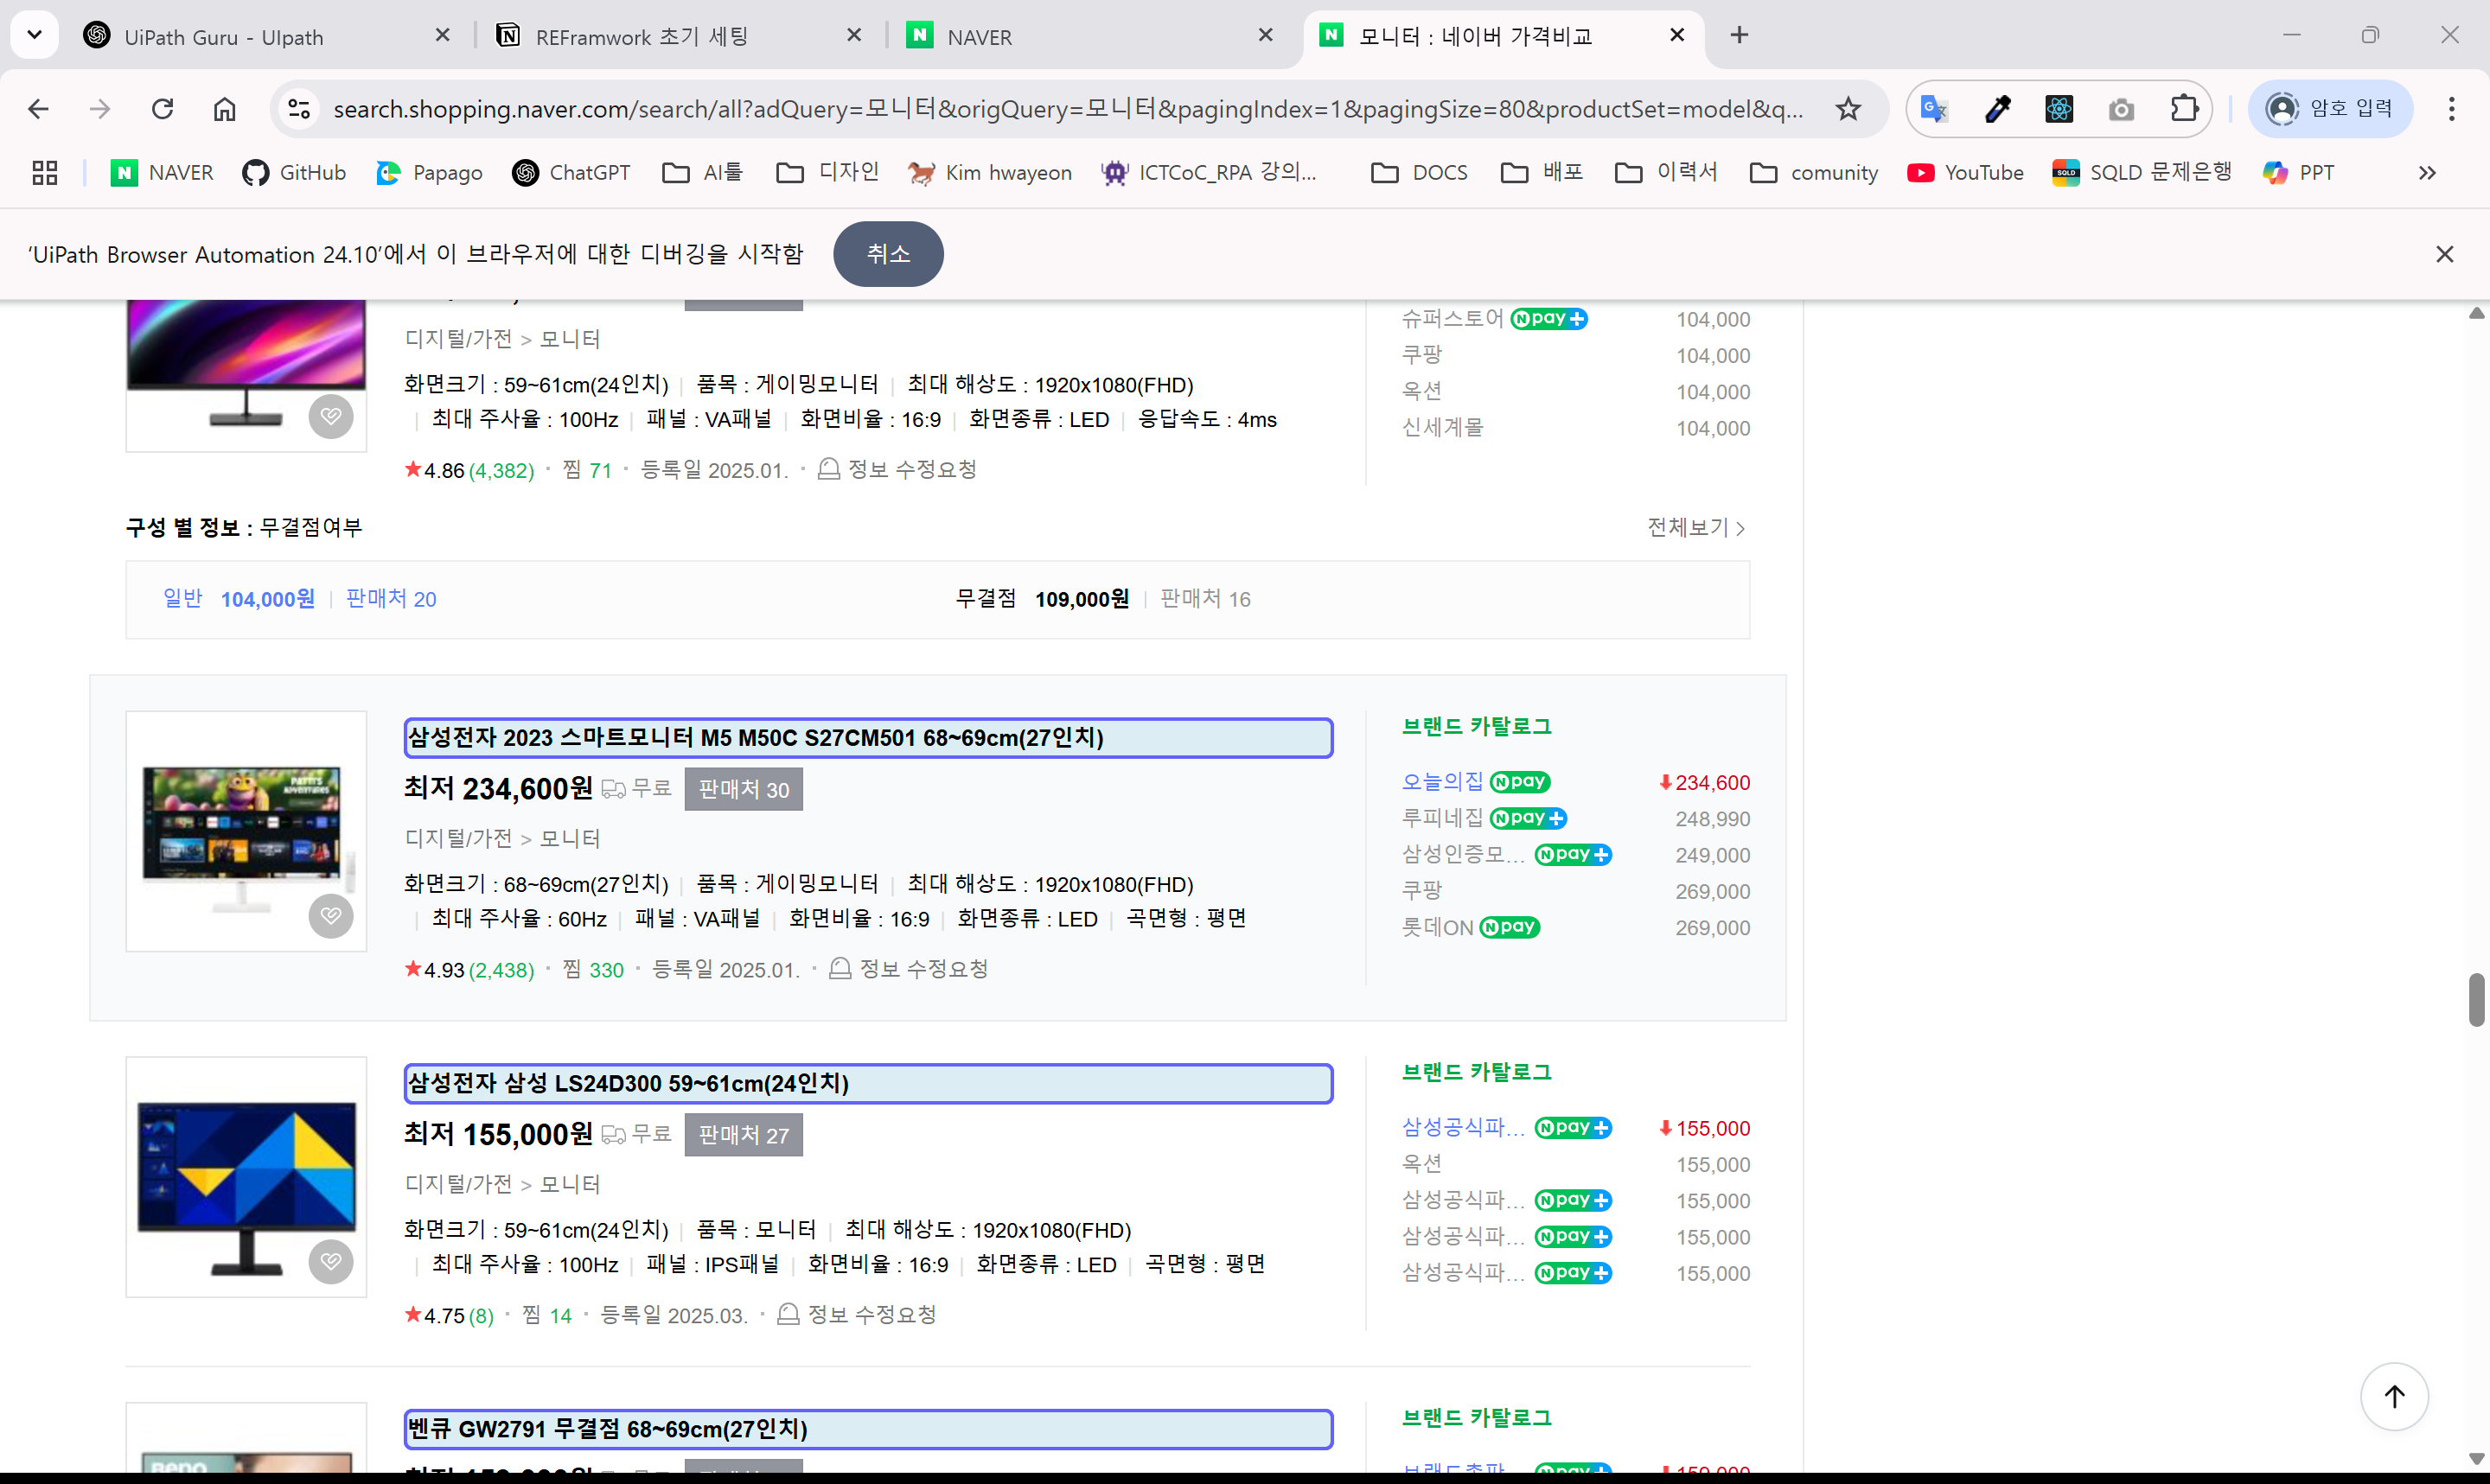 UiPath Guru - UIpath
REFramwork 초기 세팅
NAVER
모니터 : 네이버 가격비교
search.shopping.naver.com/search/all?adQuery=모니터&origQuery=모니터&pagingIndex=1&pagingSize=80&productSet=model&q...
암호 입력
NAVER GitHub Papago ChatGPT AI툴 디자인 Kim hwayeon ICTCoC_RPA 강의... DOCS 배포 이력서 comunity YouTube SQLD 문제은행 PPT
'UiPath Browser Automation 24.10'에서 이 브라우저에 대한 디버깅을 시작함 취소
슈퍼스토어 N pay+ 104,000
디지털/가전 > 모니터
쿠팡 104,000
화면크기 : 59~61cm(24인치) | 품목 : 게이밍모니터 | 최대 해상도 : 1920x1080(FHD)
옥션 104,000
| 최대 주사율 : 100Hz | 패널 : VA패널 | 화면비율 : 16:9 | 화면종류 : LED | 응답속도 : 4ms
신세계몰 104,000
★4.86 (4,382) · 찜 71 · 등록일 2025.01. · 정보 수정요청
구성 별 정보 : 무결점여부
전체보기 >
일반 104,000원 | 판매처 20
무결점 109,000원 | 판매처 16
삼성전자 2023 스마트모니터 M5 M50C S27CM501 68~69cm(27인치)
최저 234,600원 무료 판매처 30
디지털/가전 > 모니터
화면크기 : 68~69cm(27인치) | 품목 : 게이밍모니터 | 최대 해상도 : 1920x1080(FHD)
| 최대 주사율 : 60Hz | 패널 : VA패널 | 화면비율 : 16:9 | 화면종류 : LED | 곡면형 : 평면
★4.93 (2,438) · 찜 330 · 등록일 2025.01. · 정보 수정요청
브랜드 카탈로그
오늘의집 N pay 234,600
루피네집 N pay+ 248,990
삼성인증모... N pay+ 249,000
쿠팡 269,000
롯데ON N pay 269,000
삼성전자 삼성 LS24D300 59~61cm(24인치)
최저 155,000원 무료 판매처 27
디지털/가전 > 모니터
화면크기 : 59~61cm(24인치) | 품목 : 모니터 | 최대 해상도 : 1920x1080(FHD)
| 최대 주사율 : 100Hz | 패널 : IPS패널 | 화면비율 : 16:9 | 화면종류 : LED | 곡면형 : 평면
★4.75 (8) · 찜 14 · 등록일 2025.03. · 정보 수정요청
브랜드 카탈로그
삼성공식파... N pay+ 155,000
옥션 155,000
삼성공식파... N pay+ 155,000
삼성공식파... N pay+ 155,000
삼성공식파... N pay+ 155,000
벤큐 GW2791 무결점 68~69cm(27인치)
브랜드 카탈로그